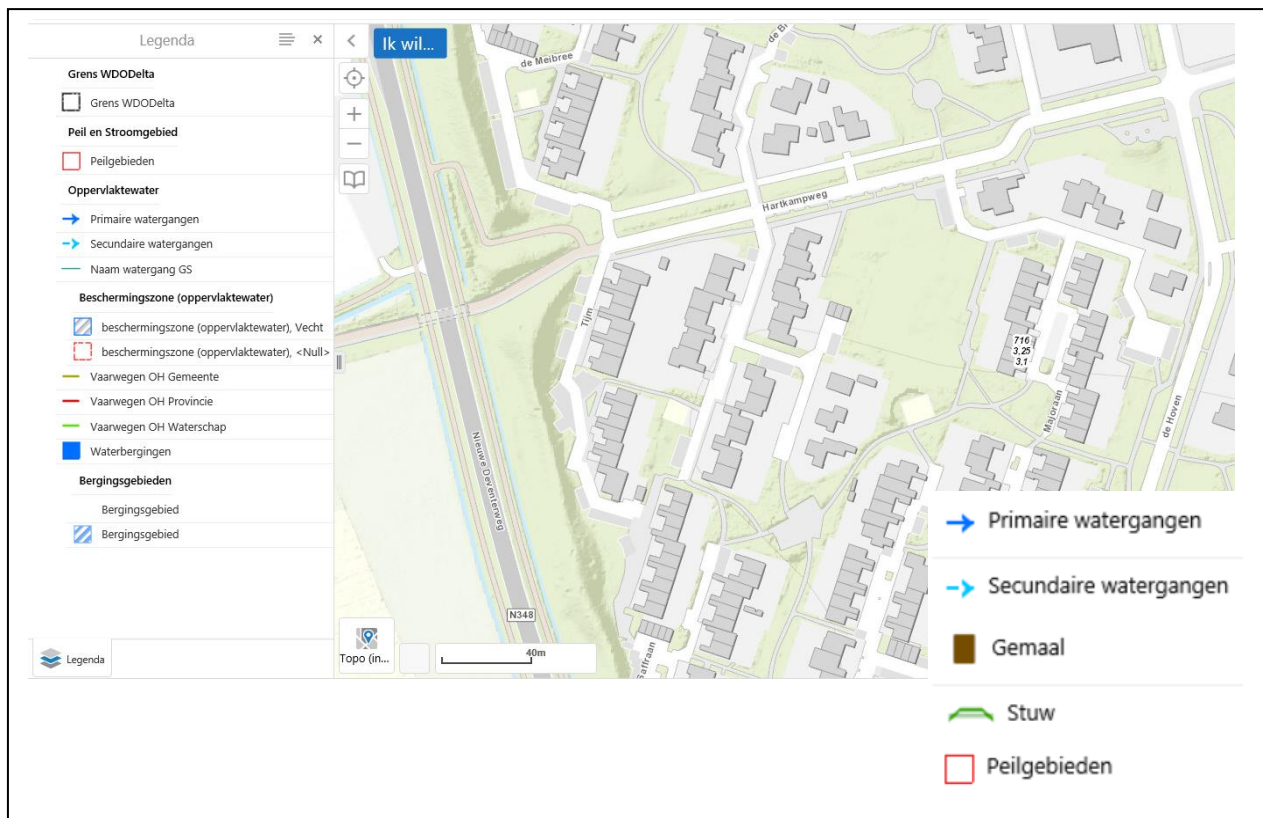 Legenda
Grens WDODelta
Grens WDODelta
Peil en Stroomgebied
Peilgebieden
Oppervlaktewater
Primaire watergangen
Secundaire watergangen
Naam watergang GS
Beschermingszone (oppervlaktewater)
beschermingszone (oppervlaktewater), Vecht
beschermingszone (oppervlaktewater), <Null>
Vaarwegen OH Gemeente
Vaarwegen OH Provincie
Vaarwegen OH Waterschap
Waterbergingen
Bergingsgebieden
Bergingsgebied
Bergingsgebied
Legenda
Ik wil...
de Meibree
Hartkampweg
Tijm
716
3,25
3.1
Majoraan
de Hoven
Nieuwe Deventerweg
N348
Saffraan
Topo (in...
40m
Primaire watergangen
Secundaire watergangen
Gemaal
Stuw
Peilgebieden